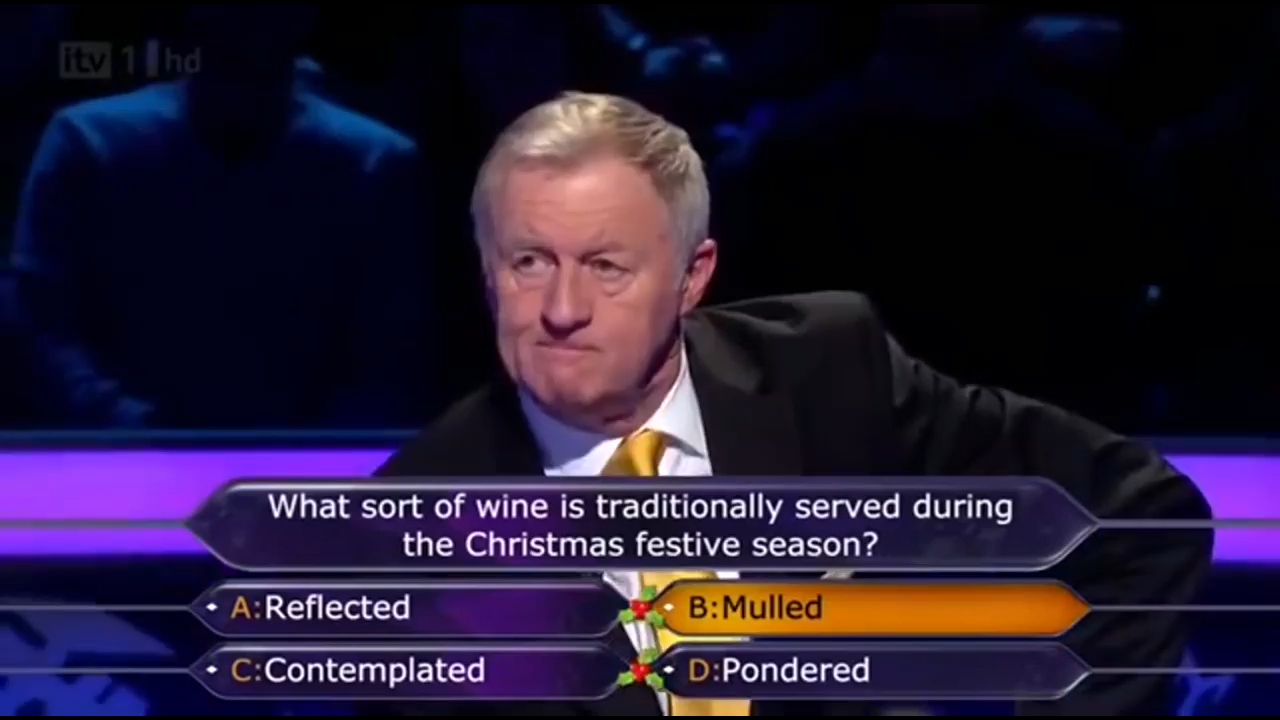 itv 1 hd
What sort of wine is traditionally served during
the Christmas festive season?
A:Reflected
B:Mulled
C:Contemplated
D:Pondered